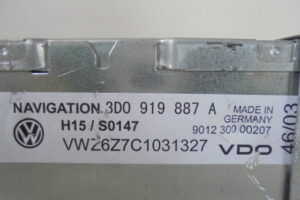 NAVIGATION 3D0 919 887 A
MADE IN
GERMANY
H15 / S0147
9012 300 00207
VWZ6Z7C1031327
VDO
46/03